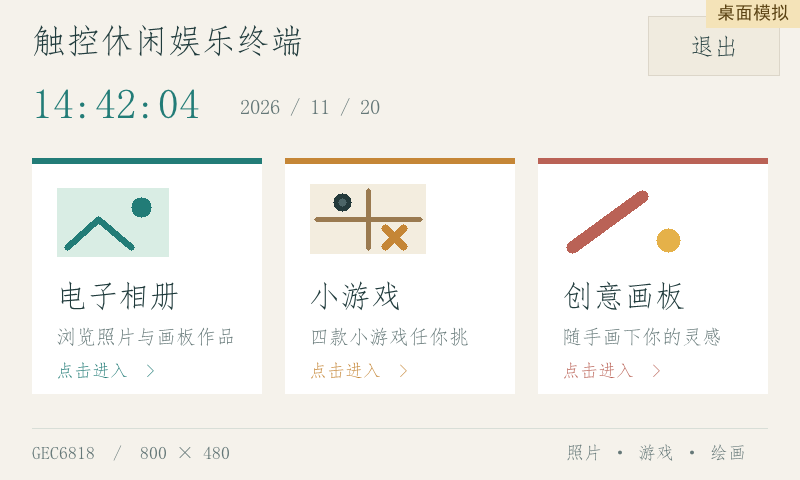 桌面模拟
触控休闲娱乐终端
退出
14:42:04
2026 / 11 / 20
电子相册
浏览照片与画板作品
点击进入 >
小游戏
四款小游戏任你挑
点击进入 >
创意画板
随手画下你的灵感
点击进入 >
GEC6818 / 800 × 480
照片 • 游戏 • 绘画